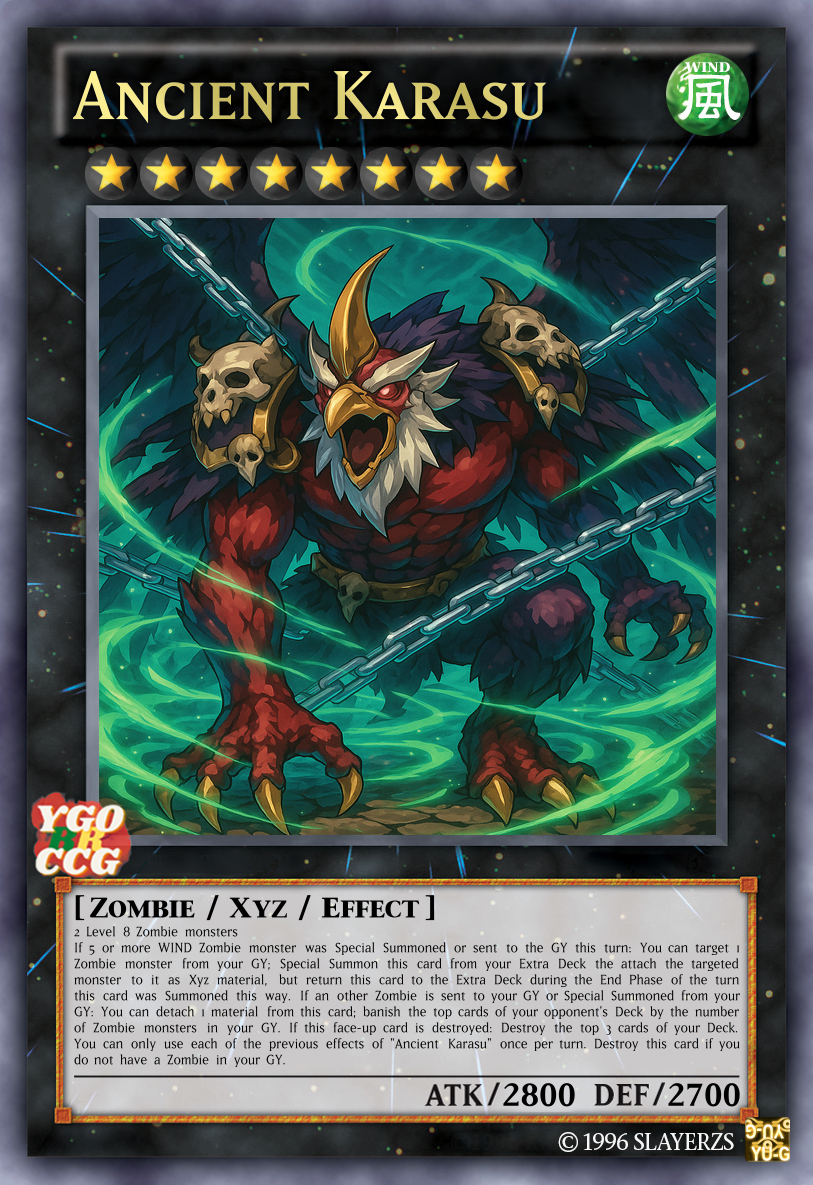 Ancient Karasu
WIND
風
YGO
BR
CCG
[ Zombie / Xyz / Effect ]
2 Level 8 Zombie monsters
If 5 or more WIND Zombie monster was Special Summoned or sent to the GY this turn: You can target 1
Zombie monster from your GY; Special Summon this card from your Extra Deck the attach the targeted
monster to it as Xyz material, but return this card to the Extra Deck during the End Phase of the turn
this card was Summoned this way. If an other Zombie is sent to your GY or Special Summoned from your
GY: You can detach 1 material from this card; banish the top cards of your opponent's Deck by the number
of Zombie monsters in your GY. If this face-up card is destroyed: Destroy the top 3 cards of your Deck.
You can only use each of the previous effects of "Ancient Karasu" once per turn. Destroy this card if you
do not have a Zombie in your GY.
ATK/2800 DEF/2700
© 1996 SLAYERZS